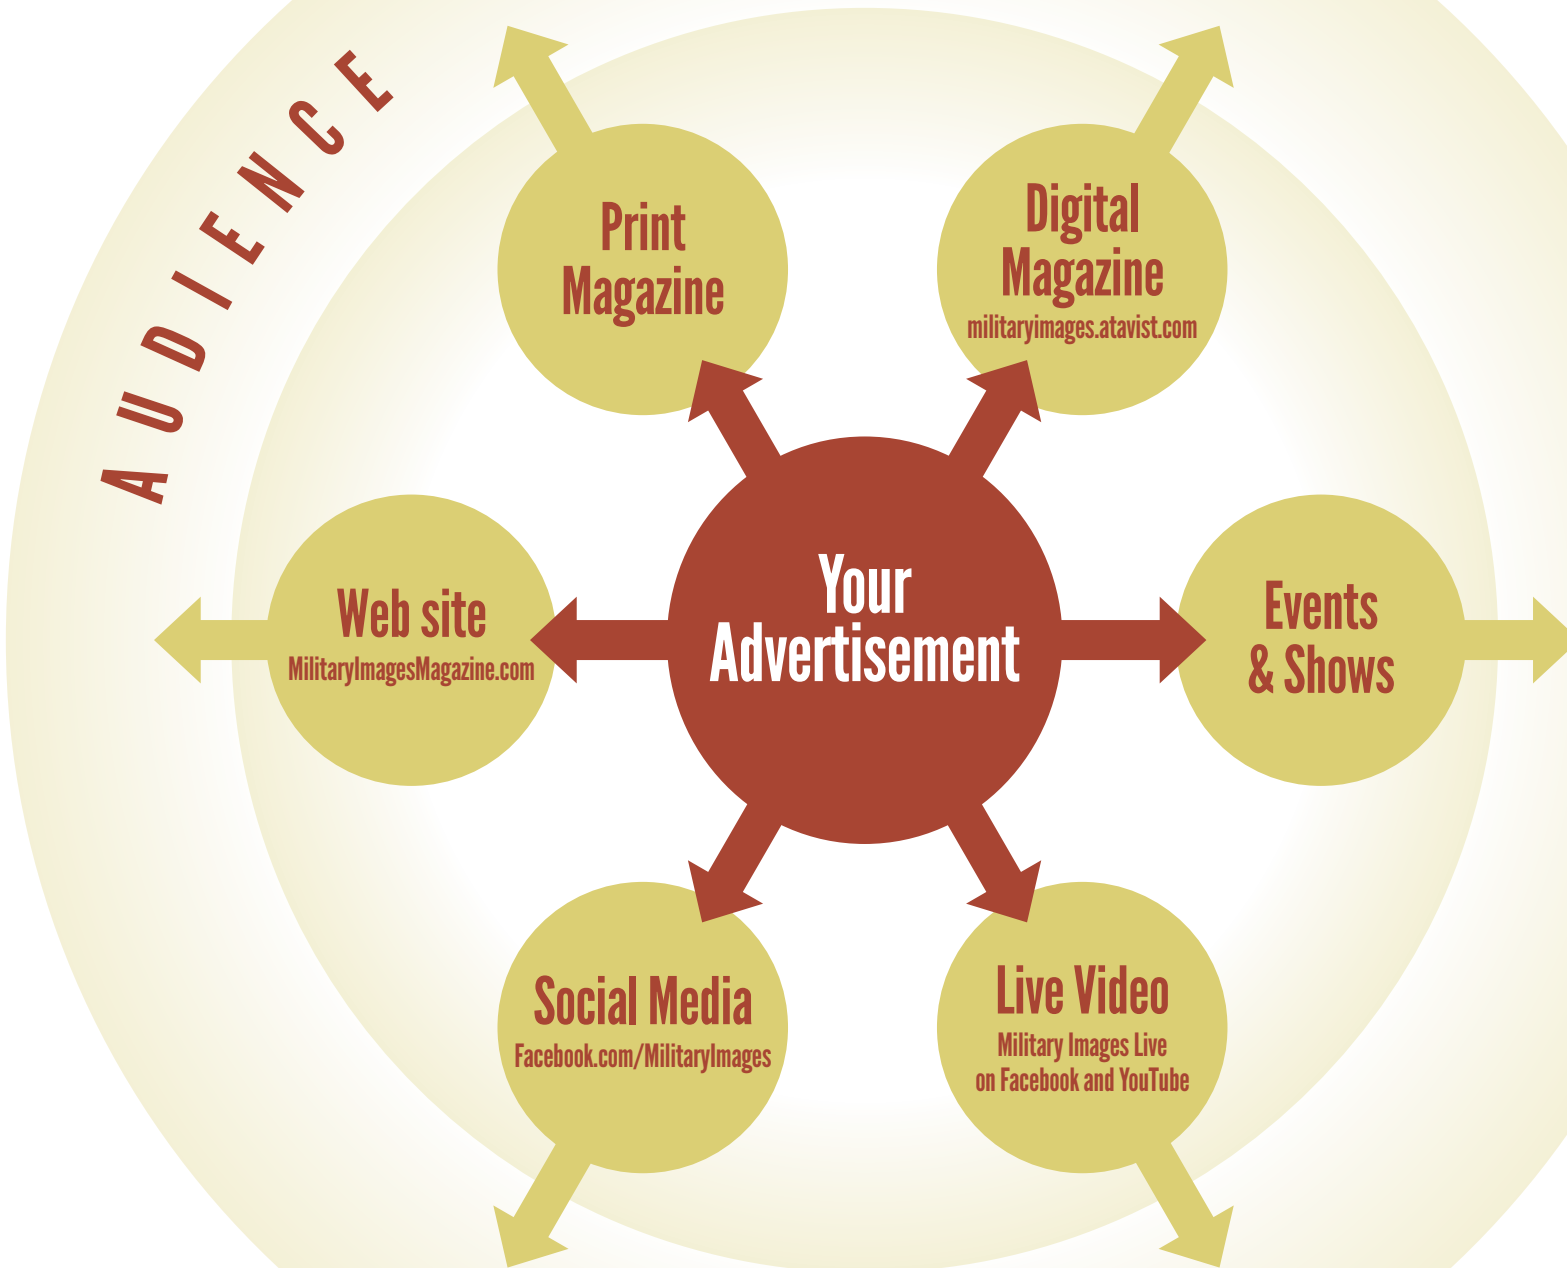 AUDIENCE
Print
Magazine
Digital
Magazine
militaryimages.atavist.com
Web site
MilitaryImagesMagazine.com
Your
Advertisement
Events
& Shows
Social Media
Facebook.com/MilitaryImages
Live Video
Military Images Live
on Facebook and YouTube